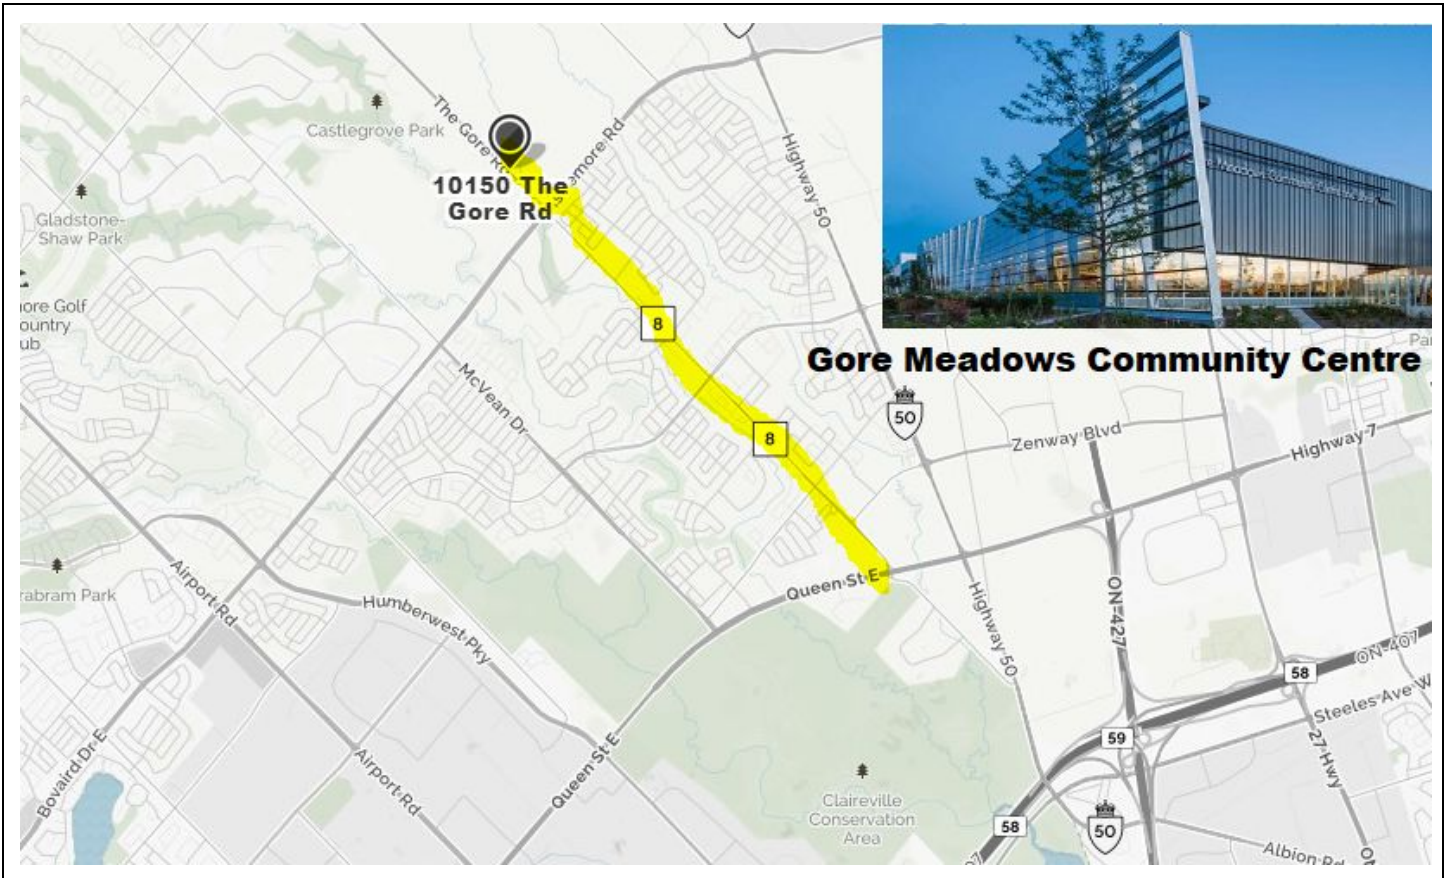 Castlegrove Park
The Gore R
emore Rd
10150 The
Gore Rd
Gladstone-
Shaw Park
ore Golf
ountry
ub
8
8
McVean Dr
Highway 50
Gore Meadows Community Centre
50
Zenway Blvd
Highway 7
Queen St E
Airport Rd
Humberwest Pky
rabram Park
Highway 50
ON-427
ON-407
58
Steeles Ave W
59
27 Hwy
Bovaird Dr E
Airport Rd
Queen St E
Claireville
Conservation
Area
58
50
Albion Rd